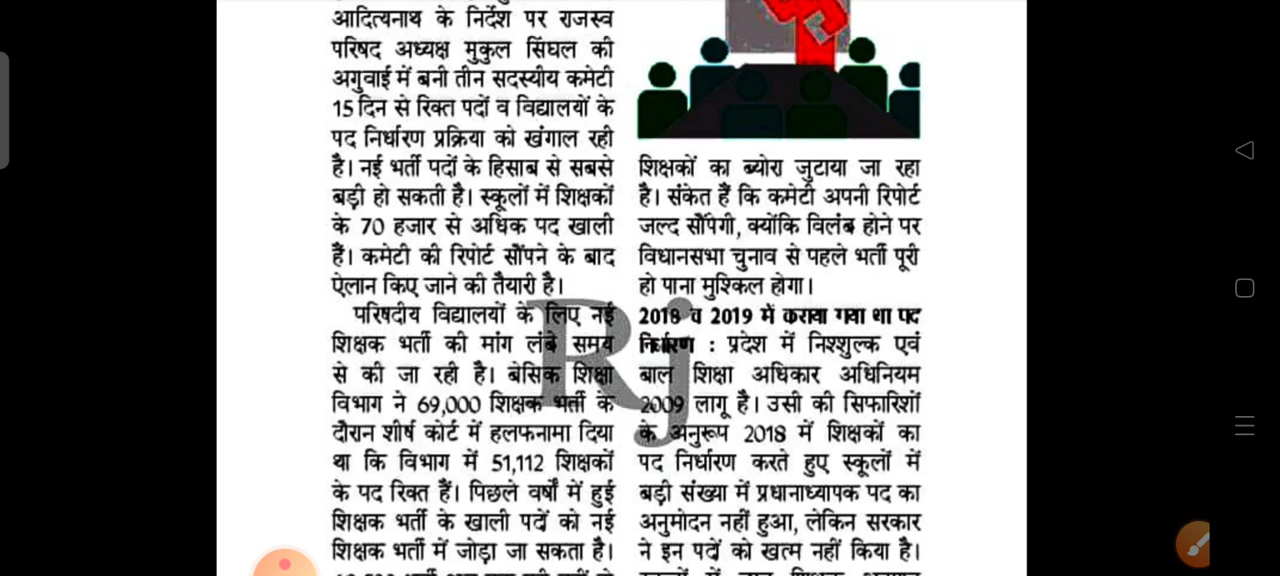 आदित्यनाथ के निर्देश पर राजस्व
परिषद अध्यक्ष मुकुल सिंघल की
अगुवाई में बनी तीन सदस्यीय कमेटी
15 दिन से रिक्त पदों व विद्यालयों के
पद निर्धारण प्रक्रिया को खंगाल रही
है। नई भर्ती पदों के हिसाब से सबसे
बड़ी हो सकती है। स्कूलों में शिक्षकों
के 70 हजार से अधिक पद खाली
हैं। कमेटी की रिपोर्ट सौंपने के बाद
ऐलान किए जाने की तैयारी है।
परिषदीय विद्यालयों के लिए नई
शिक्षक भर्ती की मांग लंबे समय
से की जा रही है। बेसिक शिक्षा
विभाग ने 69,000 शिक्षक भर्ती के
दौरान शीर्ष कोर्ट में हलफनामा दिया
था कि विभाग में 51,112 शिक्षकों
के पद रिक्त हैं। पिछले वर्षों में हुई
शिक्षक भर्ती के खाली पदों को नई
शिक्षक भर्ती में जोड़ा जा सकता है।
शिक्षकों का ब्योरा जुटाया जा रहा
है। संकेत हैं कि कमेटी अपनी रिपोर्ट
जल्द सौंपेगी, क्योंकि विलंब होने पर
विधानसभा चुनाव से पहले भर्ती पूरी
हो पाना मुश्किल होगा।
2018 व 2019 में कराया गया था पद
निर्धारण : प्रदेश में निश्शुल्क एवं
बाल शिक्षा अधिकार अधिनियम
2009 लागू है। उसी की सिफारिशों
के अनुरूप 2018 में शिक्षकों का
पद निर्धारण करते हुए स्कूलों में
बड़ी संख्या में प्रधानाध्यापक पद का
अनुमोदन नहीं हुआ, लेकिन सरकार
ने इन पदों को खत्म नहीं किया है।
Rj